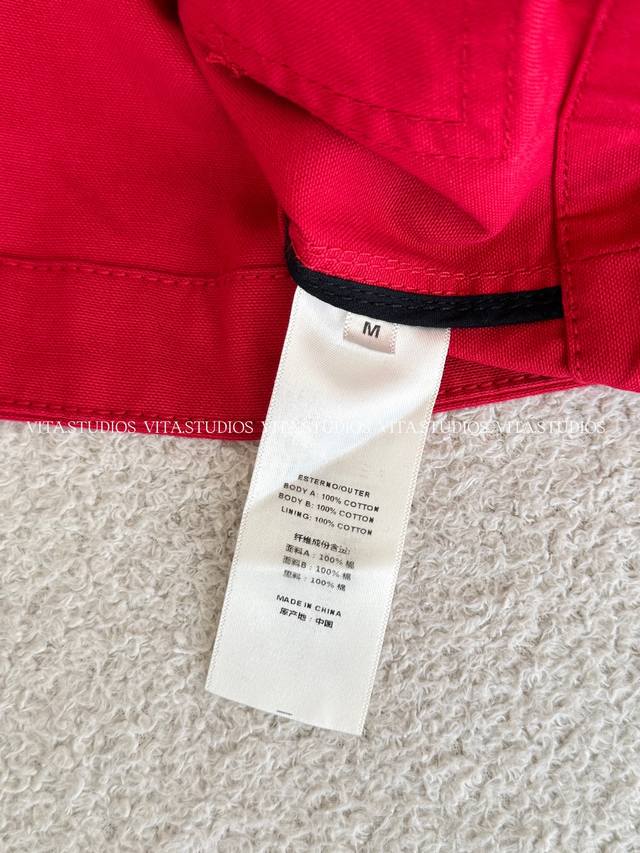 M
VITA.STUDIOS VITA.STUDIOS VITA.STUDIOS VITA.STUDIOS VITA.STUDIOS
ESTERNO/OUTER
BODY A: 100% COTTON
BODY B: 100% COTTON
LINING: 100% COTTON
纤维成份含量:
面料A : 100% 棉
面料B : 100% 棉
里料 : 100% 棉
MADE IN CHINA
原产地 : 中国